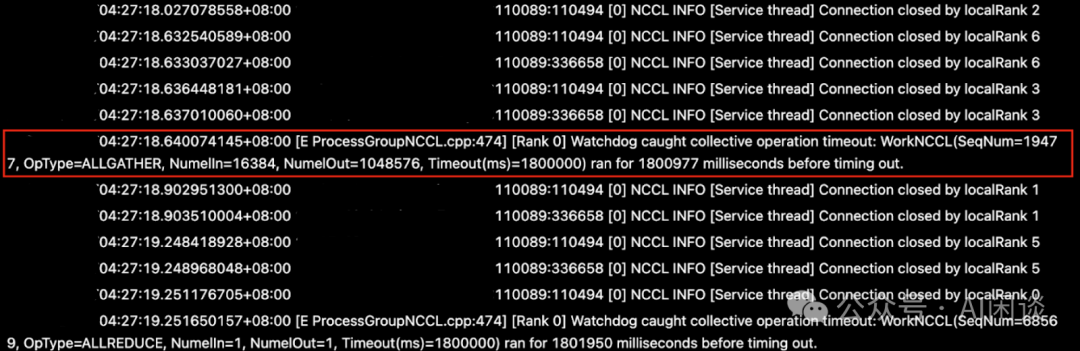 04:27:18.027078558+08:00 110089:110494 [0] NCCL INFO [Service thread] Connection closed by localRank 2
04:27:18.632540589+08:00 110089:110494 [0] NCCL INFO [Service thread] Connection closed by localRank 6
04:27:18.633037027+08:00 110089:336658 [0] NCCL INFO [Service thread] Connection closed by localRank 6
04:27:18.636448181+08:00 110089:110494 [0] NCCL INFO [Service thread] Connection closed by localRank 3
04:27:18.637010060+08:00 110089:336658 [0] NCCL INFO [Service thread] Connection closed by localRank 3
04:27:18.640074145+08:00 [E ProcessGroupNCCL.cpp:474] [Rank 0] Watchdog caught collective operation timeout: WorkNCCL(SeqNum=1947
7, OpType=ALLGATHER, NumelIn=16384, NumelOut=1048576, Timeout(ms)=1800000) ran for 1800977 milliseconds before timing out.
04:27:18.902951300+08:00 110089:110494 [0] NCCL INFO [Service thread] Connection closed by localRank 1
04:27:18.903510004+08:00 110089:336658 [0] NCCL INFO [Service thread] Connection closed by localRank 1
04:27:19.248418928+08:00 110089:110494 [0] NCCL INFO [Service thread] Connection closed by localRank 5
04:27:19.248968048+08:00 110089:336658 [0] NCCL INFO [Service thread] Connection closed by localRank 5
04:27:19.251176705+08:00 110089:110494 [0] NCCL INFO [Service thread] Connection closed by localRank 0
公众号 · AI闲谈
04:27:19.251650157+08:00 [E ProcessGroupNCCL.cpp:474] [Rank 0] Watchdog caught collective operation timeout: WorkNCCL(SeqNum=6856
9, OpType=ALLREDUCE, NumelIn=1, NumelOut=1, Timeout(ms)=1800000) ran for 1801950 milliseconds before timing out.